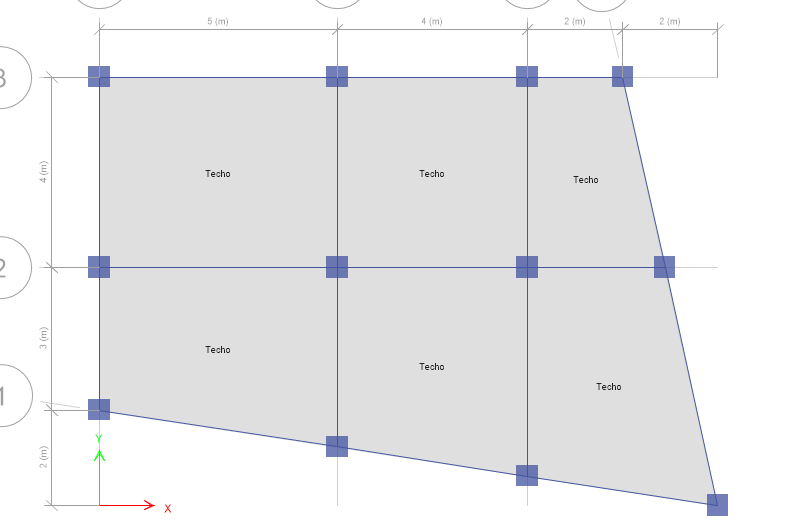 5 (m) 4 (m) 2 (m) 2 (m)
3
4 (m)
Techo Techo Techo
2
3 (m)
Techo Techo Techo
1
Y
2 (m)
X